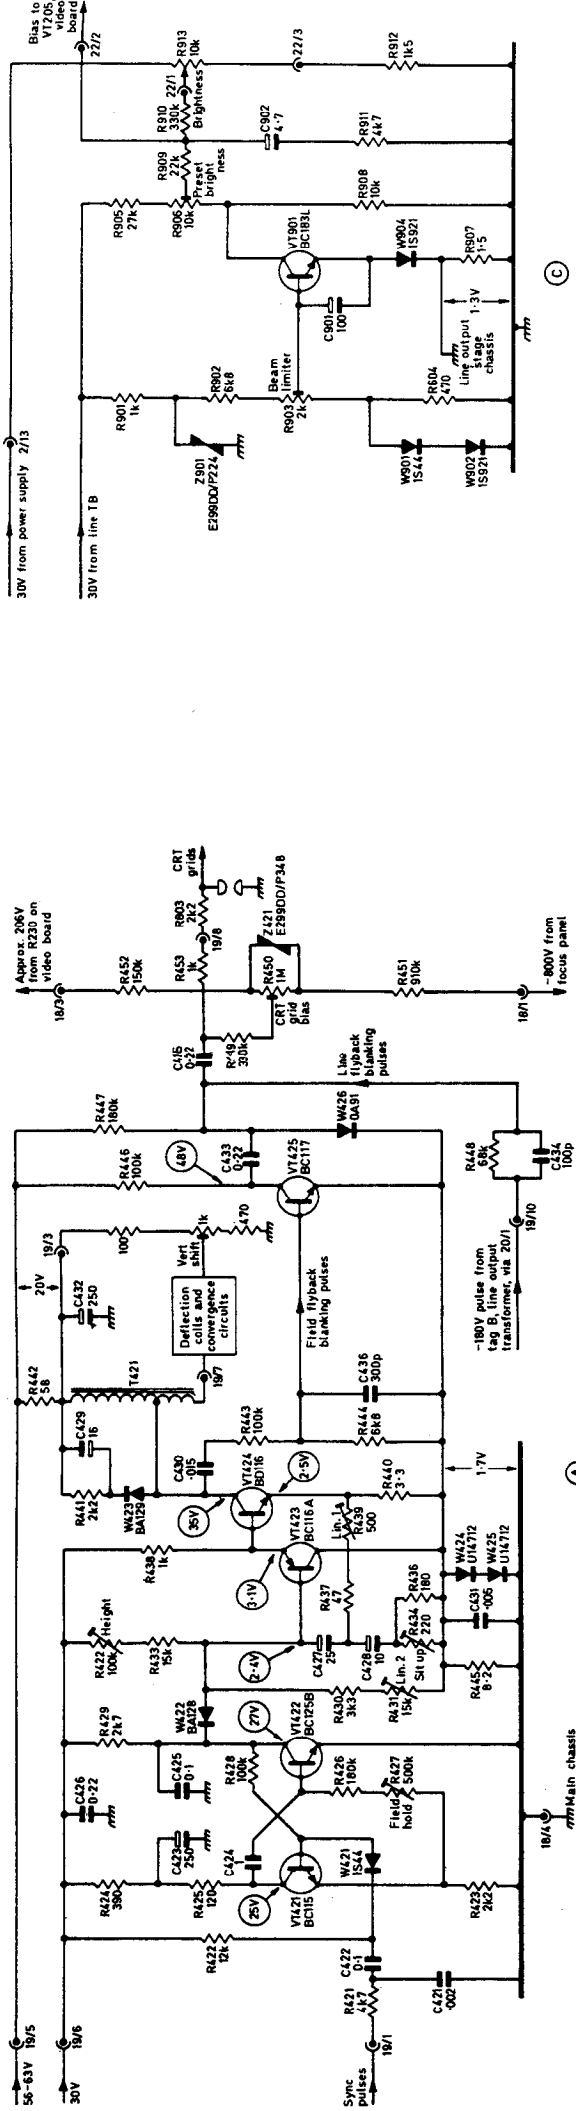 56-63V
19/5
30V
19/6
Sync
pulses
19/1
R421
4k7
C421
·002
C422
0·1
R422
12k
R424
390
C423
250
R425
120
25V
VT421
BC115
C424
1
W421
1S44
R423
2k2
C426
0·22
C425
0·1
R428
100k
R429
2k7
W422
BA128
27V
VT422
BC125B
R426
180k
Field
hold
R427
500k
18/4
Main chassis
R422
100k
Height
R433
15k
2·4V
R430
3k3
R431
15k
Lin. 2
C427
25
C428
10
Sit up
R434
220
R436
180
R437
47
R445
8·2
C431
·005
W424
U14712
W425
U14712
R438
1k
3·1V
VT423
BC116A
Lin. 1
R439
500
R440
3·3
1·7V
R441
2k2
C429
16
W423
BA129
35V
VT424
BD116
2·5V
C430
·015
R443
100k
R444
6k8
C436
300p
R442
58
T421
20V
C432
250
19/3
100
Vert
shift
1k
470
Deflection
coils and
convergence
circuits
19/7
Field flyback
blanking pulses
R446
100k
R447
180k
48V
C433
0·22
VT425
BC117
W426
OA91
-180V pulse from
tag B, line output
transformer, via 20/1
19/10
R448
68k
C434
100p
Line
flyback
blanking
pulses
0·22
330k
CRT
grid
bias
R450
1M
R453
1k
19/8
R803
2k2
CRT
grids
Z421
E299DD/P348
R452
150k
18/3
Approx. 206V
from R230 on
video board
R451
910k
18/1
-800V from
focus panel
30V from power supply
2/13
30V from line TB
R901
1k
R902
6k8
Z901
E299DD/P224
Beam
limiter
R903
2k
W901
1S44
W902
1S921
R604
470
C901
100
VT901
BC183L
Line output
stage
chassis
1·3V
W904
1S921
R907
1·5
R905
27k
R906
10k
Preset
bright
ness
R908
10k
R909
22k
R910
330k
22/1
Brightness
C902
4·7
R911
4k7
R913
10k
22/3
R912
1k5
Bias to
VT205,
video
board
22/2
C